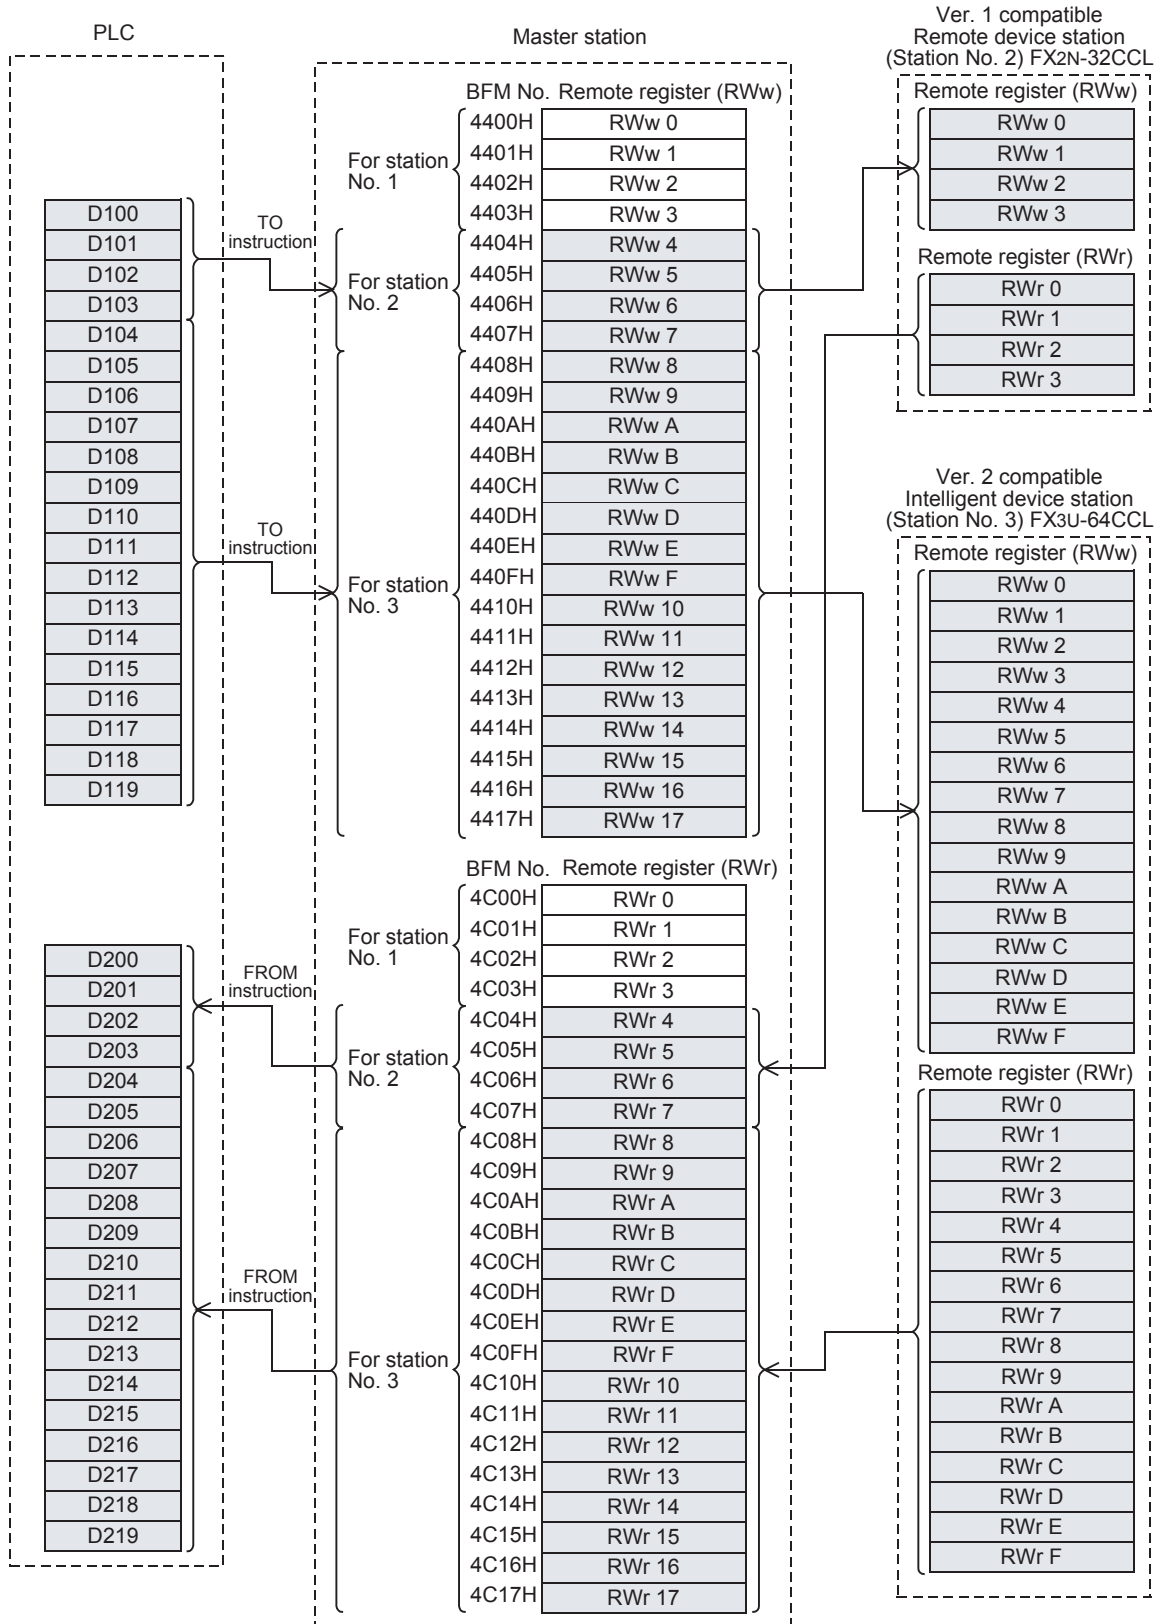 PLC
D100
D101
D102
D103
D104
D105
D106
D107
D108
D109
D110
D111
D112
D113
D114
D115
D116
D117
D118
D119
D200
D201
D202
D203
D204
D205
D206
D207
D208
D209
D210
D211
D212
D213
D214
D215
D216
D217
D218
D219
TO
instruction
TO
instruction
FROM
instruction
FROM
instruction
Master station
BFM No. Remote register (RWw)
For station
No. 1
For station
No. 2
For station
No. 3
4400H RWw 0
4401H RWw 1
4402H RWw 2
4403H RWw 3
4404H RWw 4
4405H RWw 5
4406H RWw 6
4407H RWw 7
4408H RWw 8
4409H RWw 9
440AH RWw A
440BH RWw B
440CH RWw C
440DH RWw D
440EH RWw E
440FH RWw F
4410H RWw 10
4411H RWw 11
4412H RWw 12
4413H RWw 13
4414H RWw 14
4415H RWw 15
4416H RWw 16
4417H RWw 17
BFM No. Remote register (RWr)
For station
No. 1
For station
No. 2
For station
No. 3
4C00H RWr 0
4C01H RWr 1
4C02H RWr 2
4C03H RWr 3
4C04H RWr 4
4C05H RWr 5
4C06H RWr 6
4C07H RWr 7
4C08H RWr 8
4C09H RWr 9
4C0AH RWr A
4C0BH RWr B
4C0CH RWr C
4C0DH RWr D
4C0EH RWr E
4C0FH RWr F
4C10H RWr 10
4C11H RWr 11
4C12H RWr 12
4C13H RWr 13
4C14H RWr 14
4C15H RWr 15
4C16H RWr 16
4C17H RWr 17
Ver. 1 compatible
Remote device station
(Station No. 2) FX2N-32CCL
Remote register (RWw)
RWw 0
RWw 1
RWw 2
RWw 3
Remote register (RWr)
RWr 0
RWr 1
RWr 2
RWr 3
Ver. 2 compatible
Intelligent device station
(Station No. 3) FX3U-64CCL
Remote register (RWw)
RWw 0
RWw 1
RWw 2
RWw 3
RWw 4
RWw 5
RWw 6
RWw 7
RWw 8
RWw 9
RWw A
RWw B
RWw C
RWw D
RWw E
RWw F
Remote register (RWr)
RWr 0
RWr 1
RWr 2
RWr 3
RWr 4
RWr 5
RWr 6
RWr 7
RWr 8
RWr 9
RWr A
RWr B
RWr C
RWr D
RWr E
RWr F